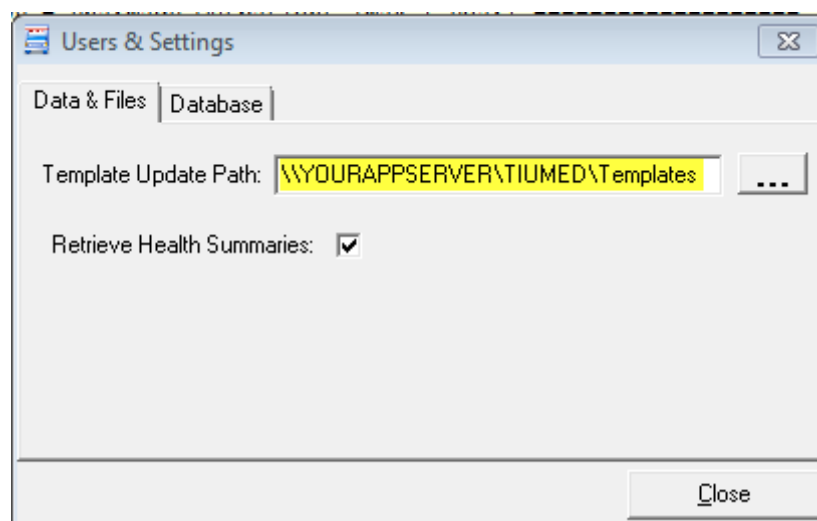 Users & Settings
Data & Files Database
Template Update Path: \\YOURAPPSERVER\TIUMED\Templates ...
Retrieve Health Summaries:
Close